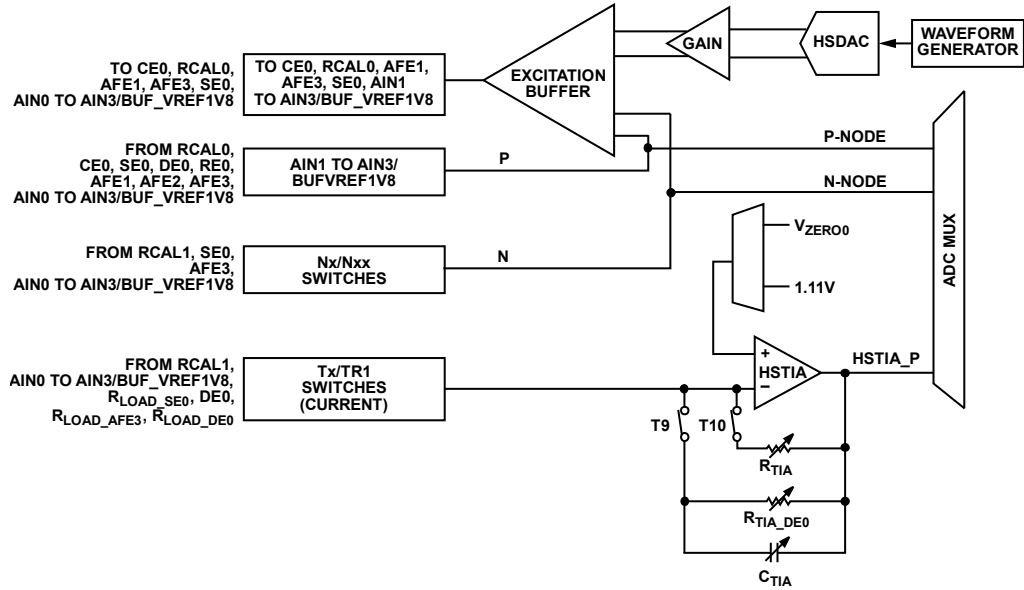 WAVEFORM
GENERATOR
HSDAC
GAIN
EXCITATION
BUFFER
TO CE0, RCAL0,
AFE1, AFE3, SE0,
AIN0 TO AIN3/BUF_VREF1V8
TO CE0, RCAL0, AFE1,
AFE3, SE0, AIN1
TO AIN3/BUF_VREF1V8
FROM RCAL0,
CE0, SE0, DE0, RE0,
AFE1, AFE2, AFE3,
AIN0 TO AIN3/BUF_VREF1V8
AIN1 TO AIN3/
BUFVREF1V8
P
P-NODE
N-NODE
ADC MUX
FROM RCAL1, SE0,
AFE3,
AIN0 TO AIN3/BUF_VREF1V8
Nx/Nxx
SWITCHES
N
VZERO0
1.11V
FROM RCAL1,
AIN0 TO AIN3/BUF_VREF1V8,
RLOAD_SE0, DE0,
RLOAD_AFE3, RLOAD_DE0
Tx/TR1
SWITCHES
(CURRENT)
+
HSTIA
–
HSTIA_P
T9
T10
RTIA
RTIA_DE0
CTIA